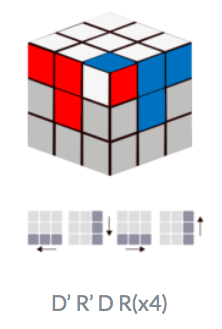 D’ R’ D R(x4)